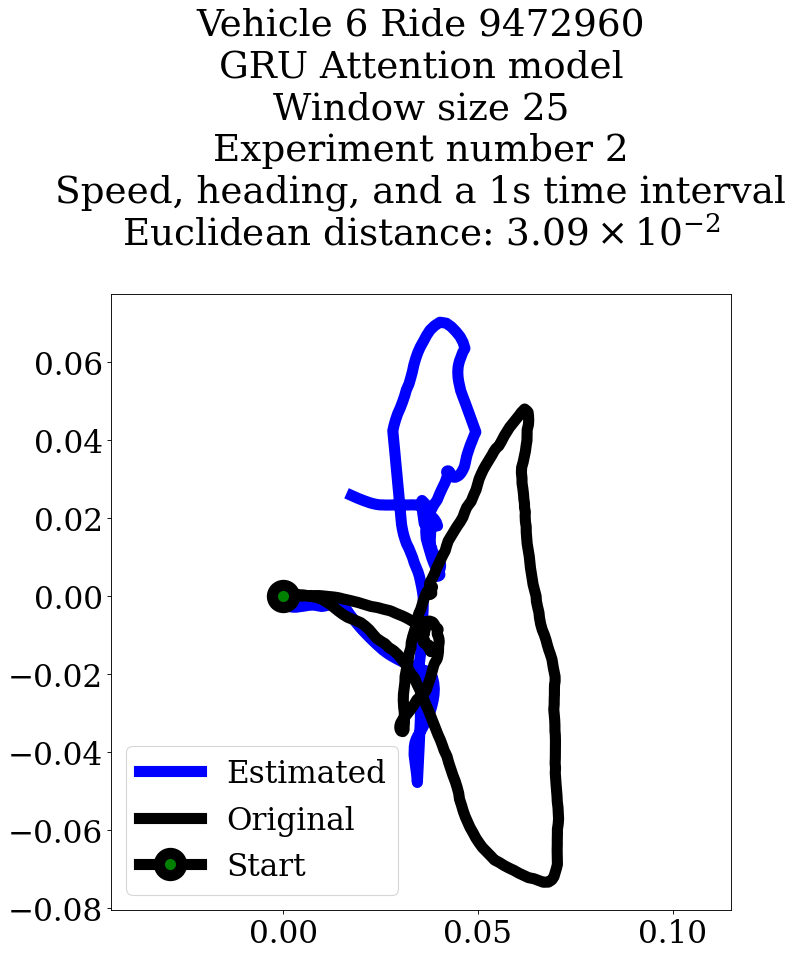 Vehicle 6 Ride 9472960
GRU Attention model
Window size 25
Experiment number 2
Speed, heading, and a 1s time interval
Euclidean distance: 3.09 × 10⁻²
0.06
0.04
0.02
0.00
−0.02
−0.04
−0.06
−0.08
Estimated
Original
Start
0.00 0.05 0.10